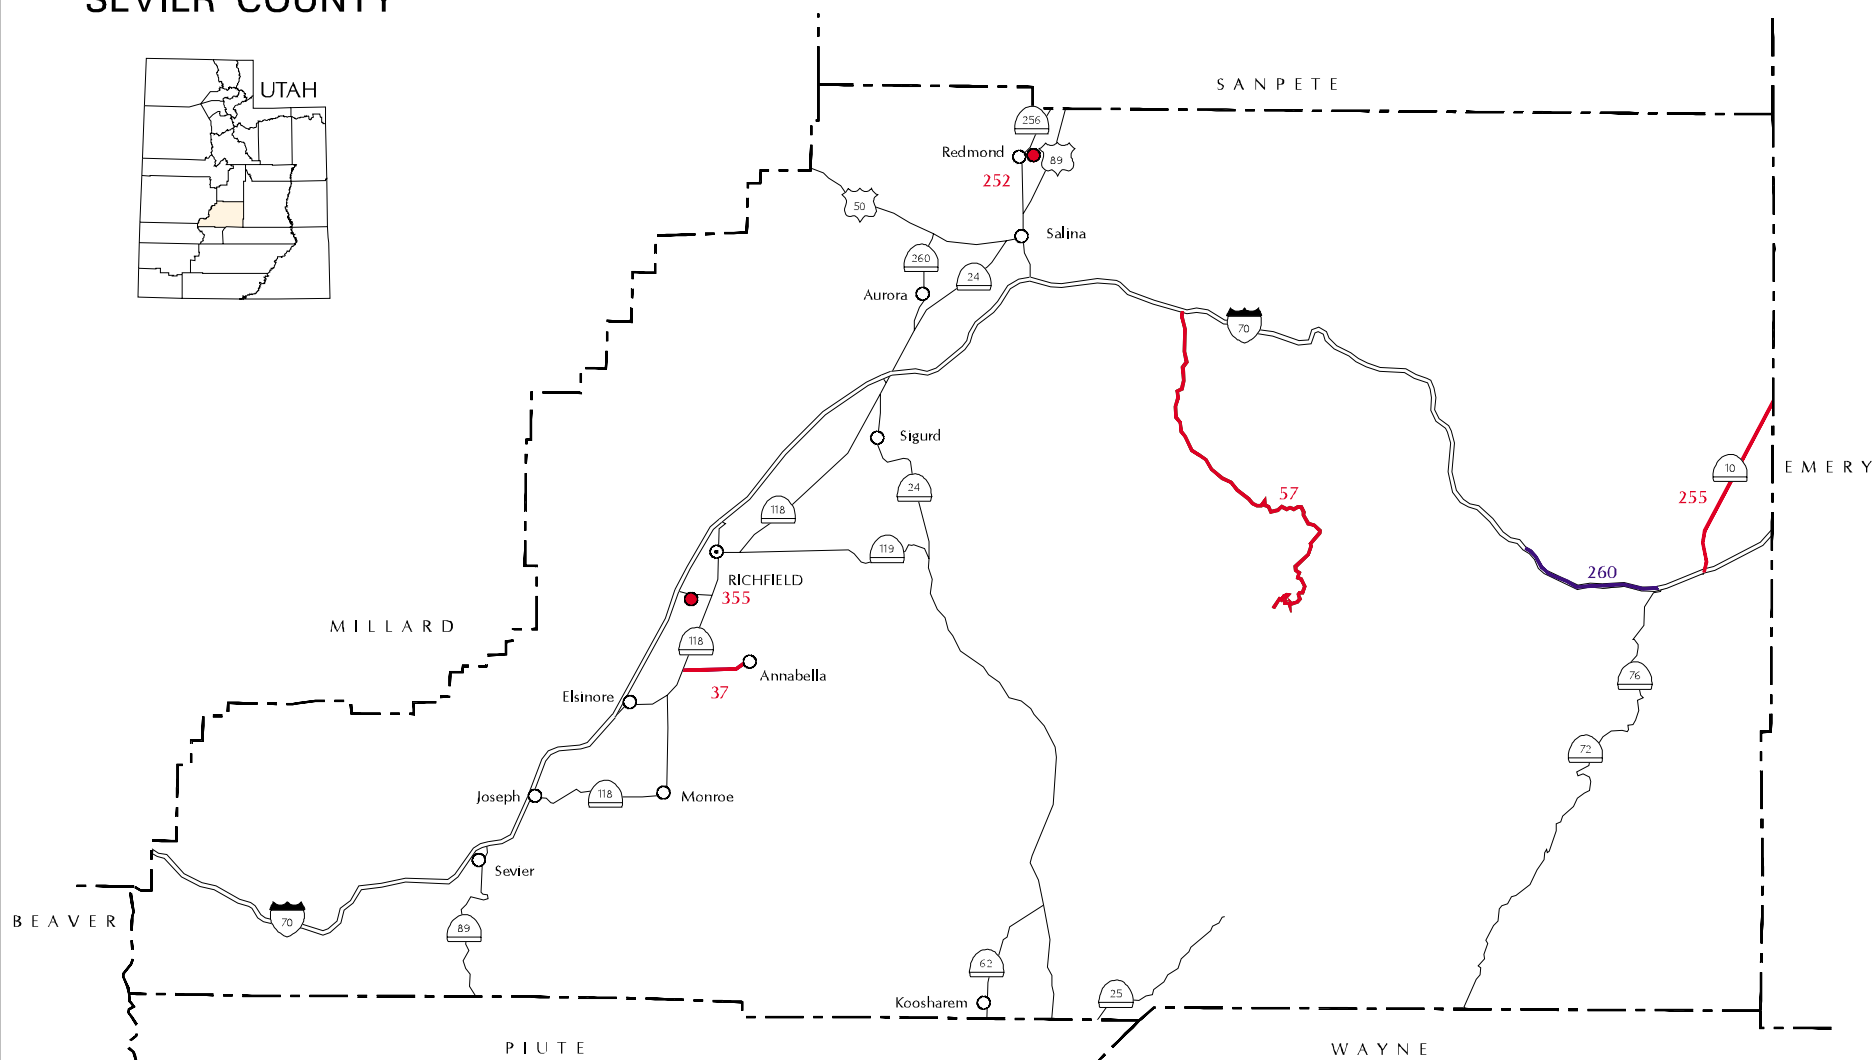 SEVIER COUNTY
UTAH
SANPETE
256
Redmond
89
252
50
Salina
260
24
Aurora
70
Sigurd
EMERY
10
255
57
24
118
119
RICHFIELD
260
355
MILLARD
118
Annabella
37
Elsinore
76
72
Joseph
118
Monroe
Sevier
BEAVER
70
89
62
25
Koosharem
PIUTE
WAYNE